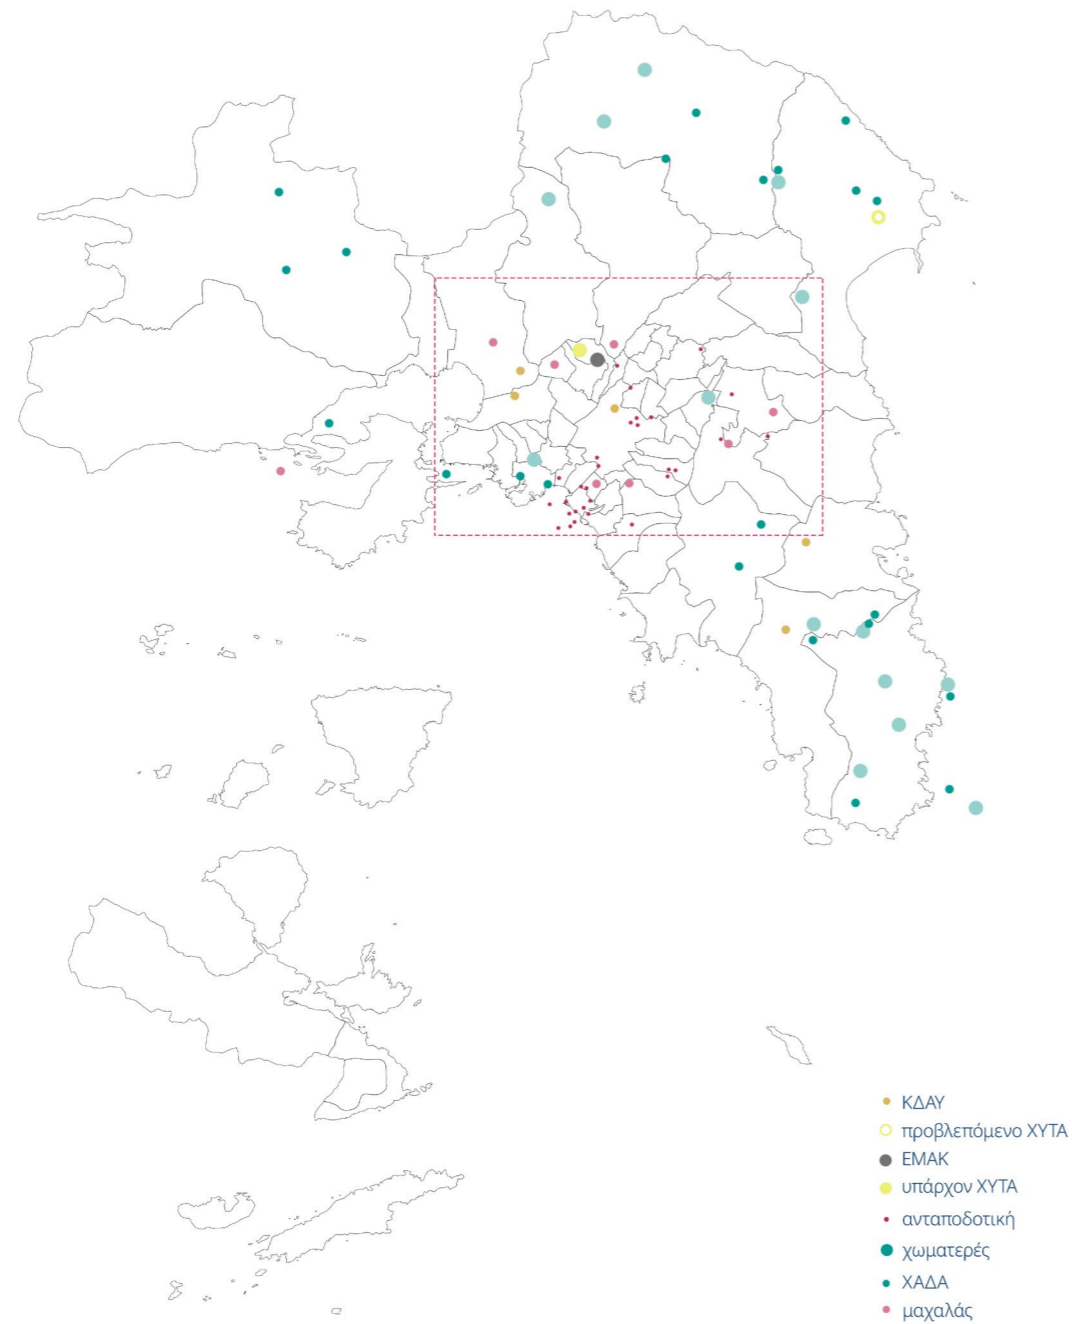 ΚΔΑΥ
προβλεπόμενο ΧΥΤΑ
ΕΜΑΚ
υπάρχον ΧΥΤΑ
ανταποδοτική
χωματερές
ΧΑΔΑ
μαχαλάς